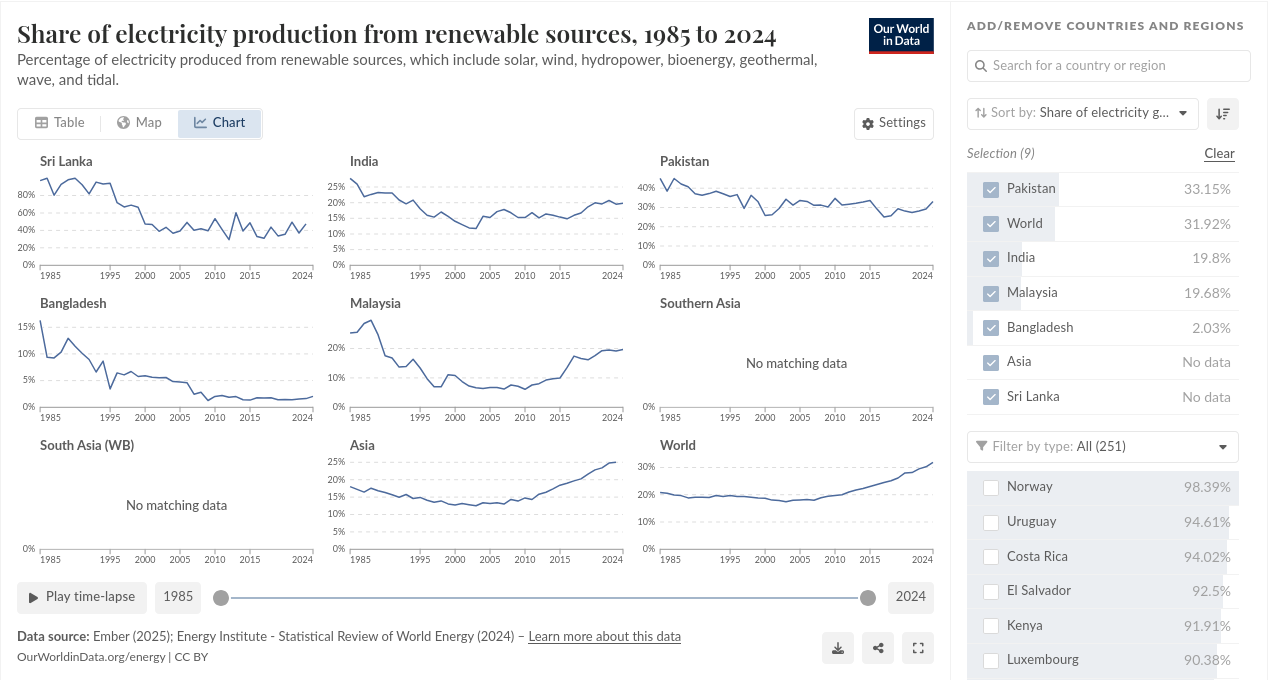 Share of electricity production from renewable sources, 1985 to 2024
Percentage of electricity produced from renewable sources, which include solar, wind, hydropower, bioenergy, geothermal,
wave, and tidal.
Our World
in Data
Table
Map
Chart
Settings
Sri Lanka
80%
60%
40%
20%
0%
1985
1995
2000
2005
2010
2015
2024
India
25%
20%
15%
10%
5%
0%
1985
1995
2000
2005
2010
2015
2024
Pakistan
40%
30%
20%
10%
0%
1985
1995
2000
2005
2010
2015
2024
Bangladesh
15%
10%
5%
0%
1985
1995
2000
2005
2010
2015
2024
Malaysia
20%
10%
0%
1985
1995
2000
2005
2010
2015
2024
Southern Asia
No matching data
0%
1985
1995
2000
2005
2010
2015
2024
South Asia (WB)
No matching data
0%
1985
1995
2000
2005
2010
2015
2024
Asia
25%
20%
15%
10%
5%
0%
1985
1995
2000
2005
2010
2015
2024
World
30%
20%
10%
0%
1985
1995
2000
2005
2010
2015
2024
Play time-lapse
1985
2024
Data source: Ember (2025); Energy Institute - Statistical Review of World Energy (2024) – Learn more about this data
OurWorldinData.org/energy | CC BY
ADD/REMOVE COUNTRIES AND REGIONS
Search for a country or region
Sort by: Share of electricity g...
Selection (9)
Clear
Pakistan 33.15%
World 31.92%
India 19.8%
Malaysia 19.68%
Bangladesh 2.03%
Asia No data
Sri Lanka No data
Filter by type: All (251)
Norway 98.39%
Uruguay 94.61%
Costa Rica 94.02%
El Salvador 92.5%
Kenya 91.91%
Luxembourg 90.38%